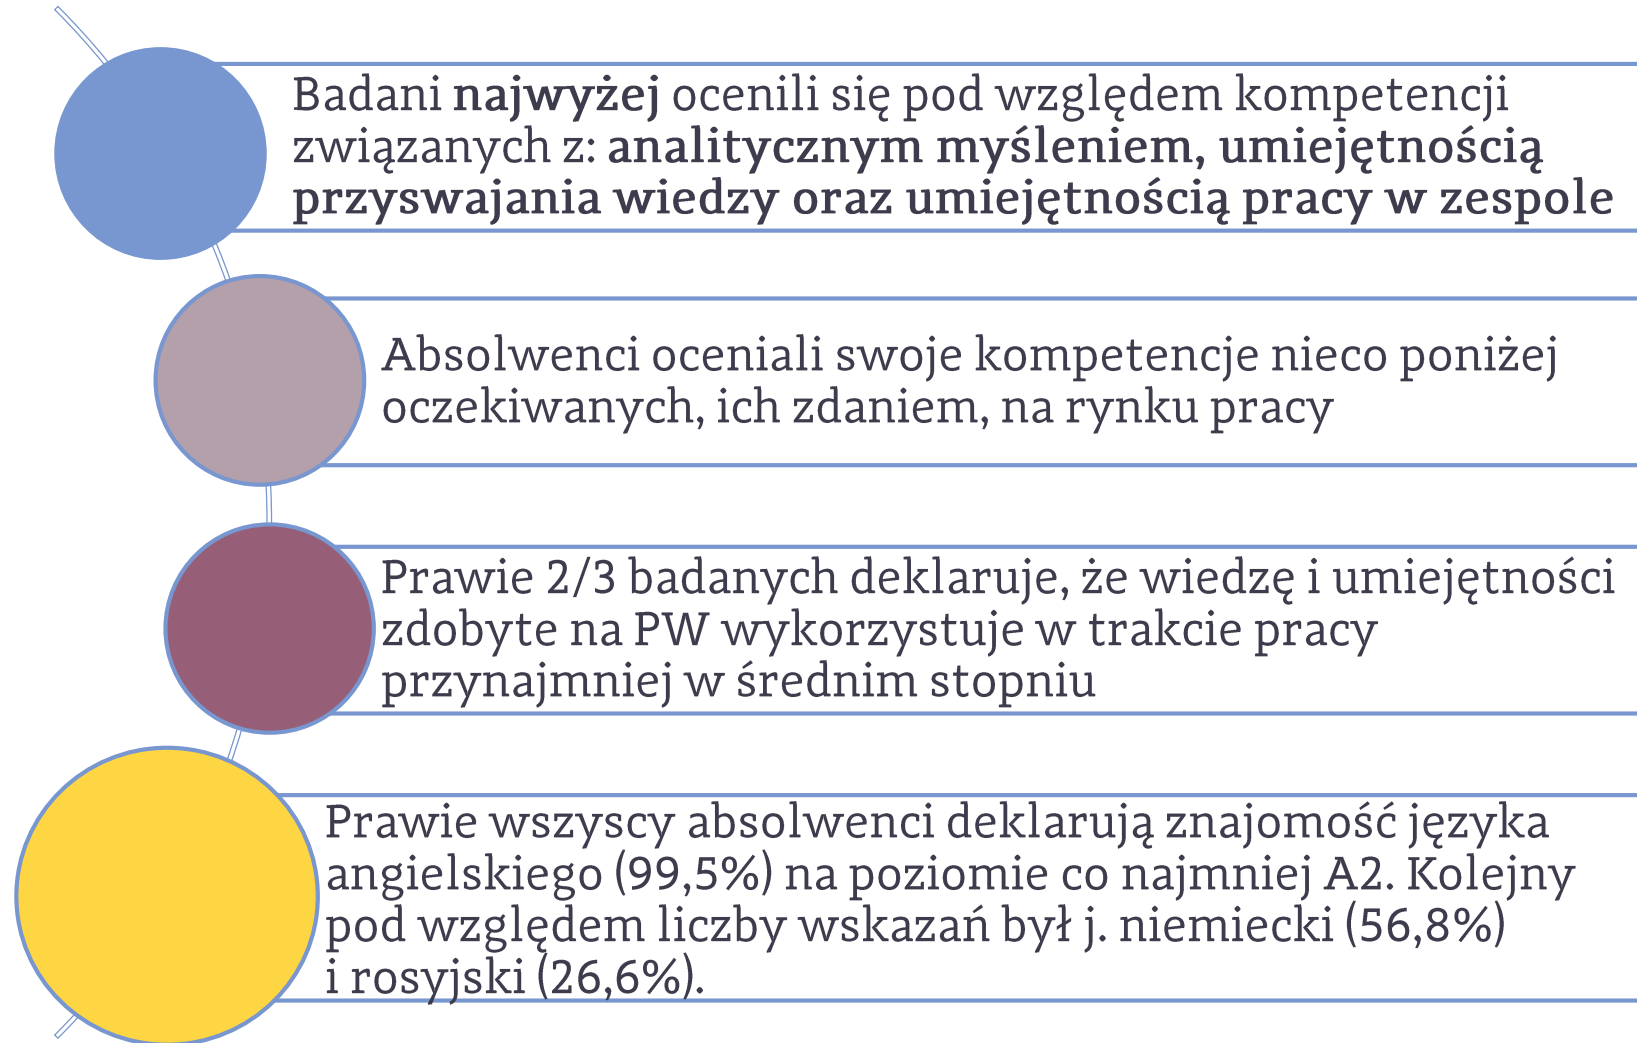 Badani najwyżej ocenili się pod względem kompetencji
związanych z: analitycznym myśleniem, umiejętnością
przyswajania wiedzy oraz umiejętnością pracy w zespole
Absolwenci oceniali swoje kompetencje nieco poniżej
oczekiwanych, ich zdaniem, na rynku pracy
Prawie 2/3 badanych deklaruje, że wiedzę i umiejętności
zdobyte na PW wykorzystuje w trakcie pracy
przynajmniej w średnim stopniu
Prawie wszyscy absolwenci deklarują znajomość języka
angielskiego (99,5%) na poziomie co najmniej A2. Kolejny
pod względem liczby wskazań był j. niemiecki (56,8%)
i rosyjski (26,6%).